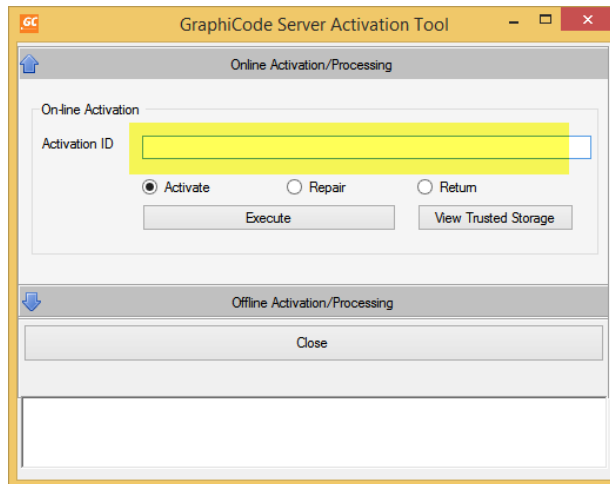 GC
GraphiCode Server Activation Tool
Online Activation/Processing
On-line Activation
Activation ID
Activate Repair Return
Execute View Trusted Storage
Offline Activation/Processing
Close